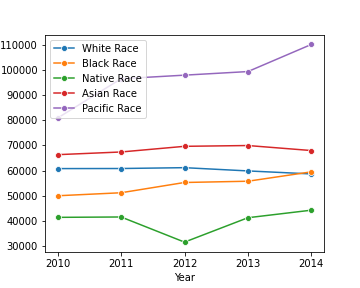 110000
100000
90000
80000
70000
60000
50000
40000
30000
White Race
Black Race
Native Race
Asian Race
Pacific Race
2010 2011 2012 2013 2014
Year